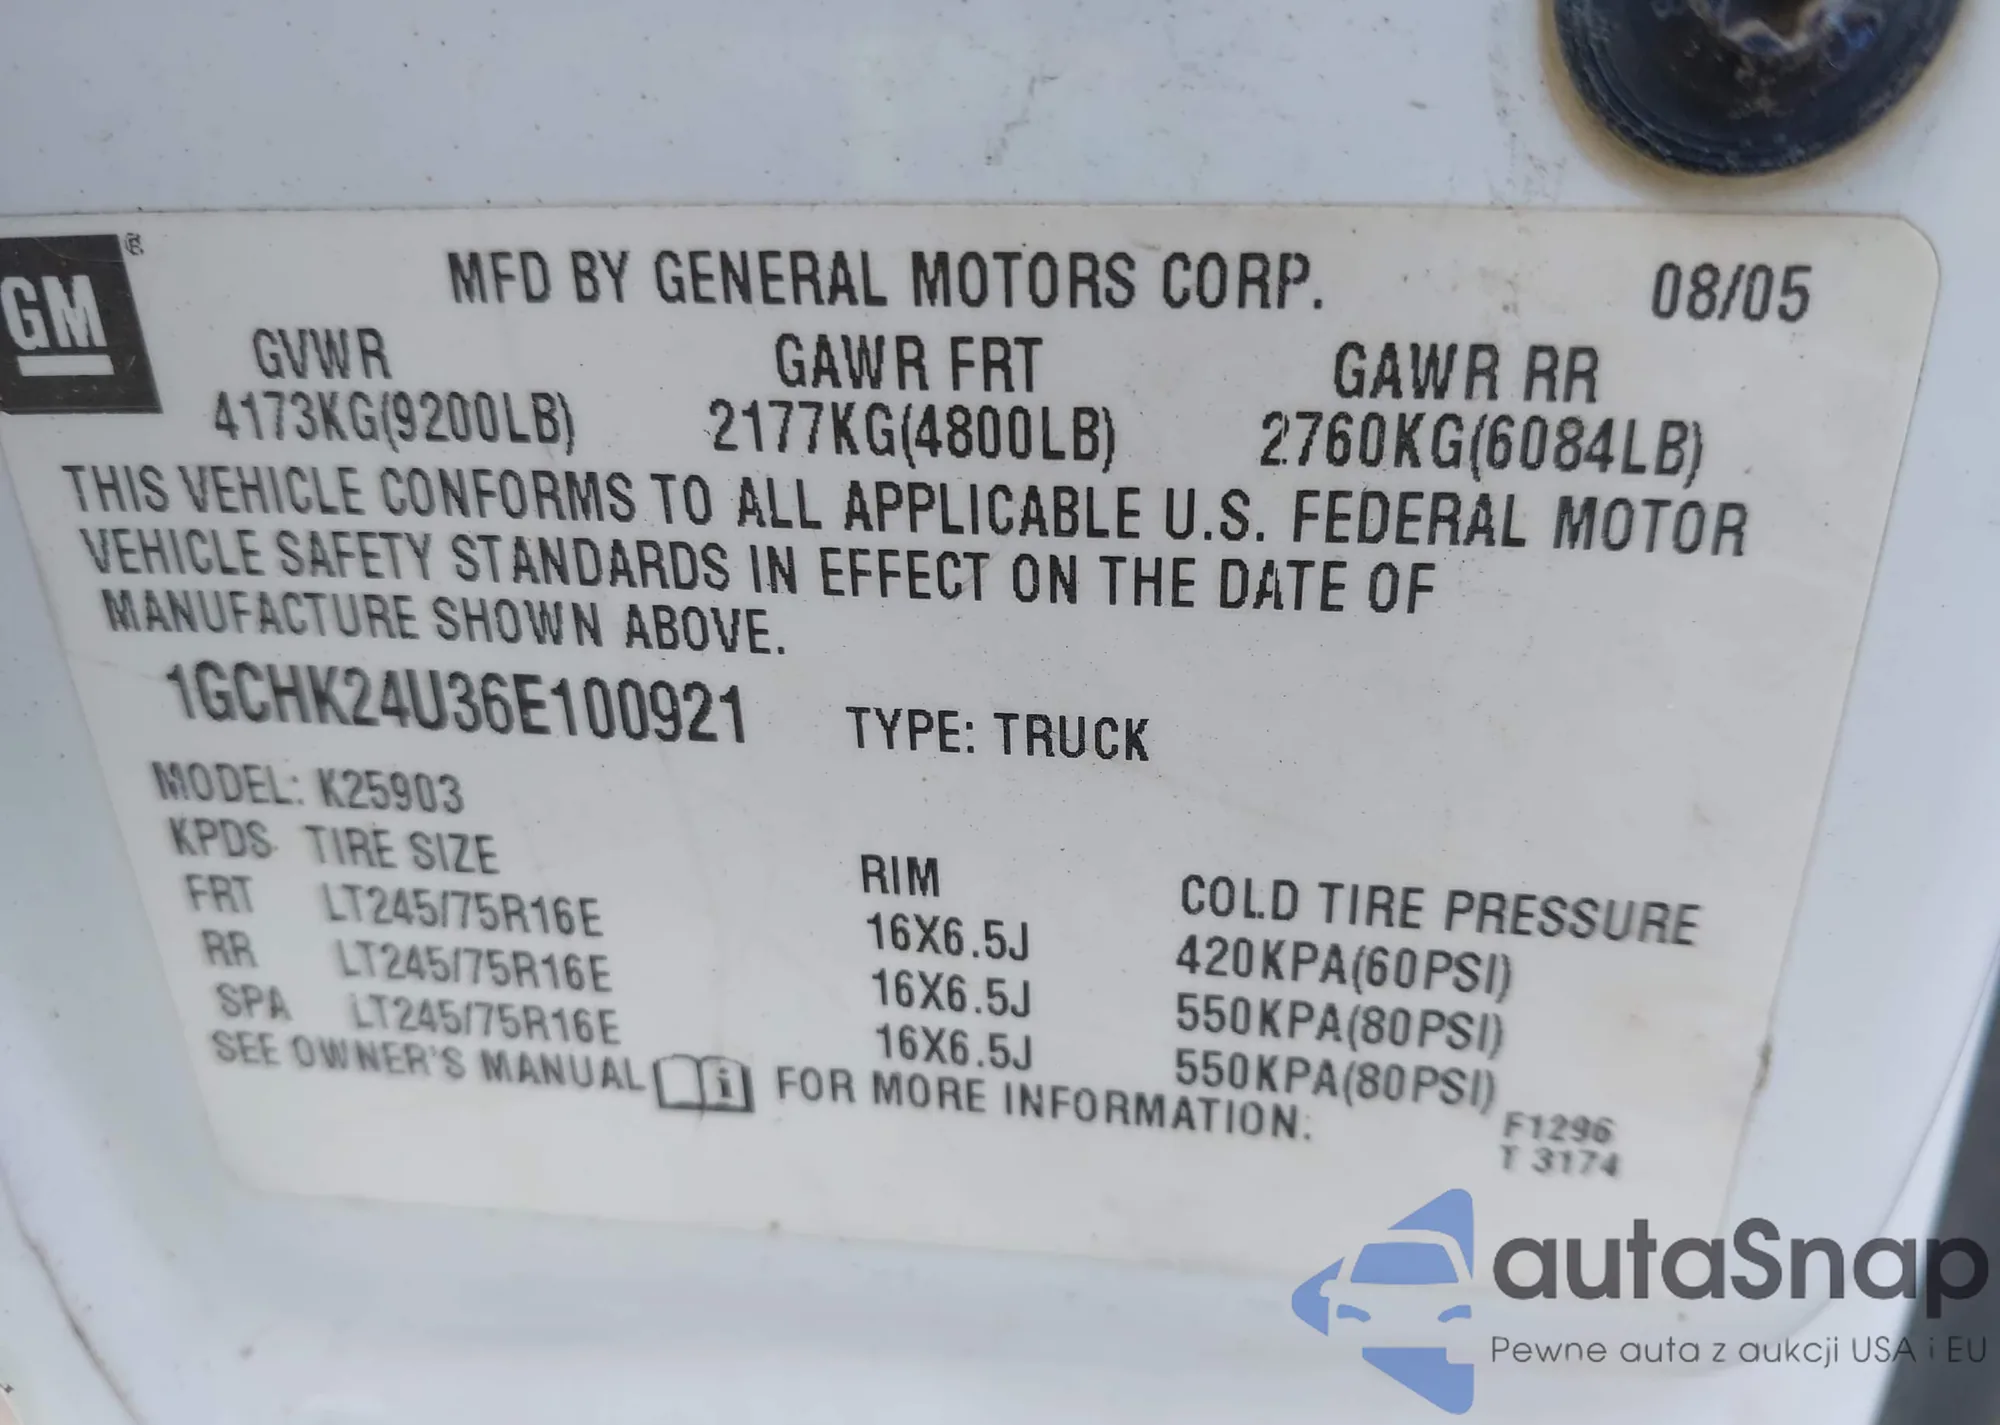 GM ®
MFD BY GENERAL MOTORS CORP. 08/05
GVWR GAWR FRT GAWR RR
4173KG(9200LB) 2177KG(4800LB) 2760KG(6084LB)
THIS VEHICLE CONFORMS TO ALL APPLICABLE U.S. FEDERAL MOTOR
VEHICLE SAFETY STANDARDS IN EFFECT ON THE DATE OF
MANUFACTURE SHOWN ABOVE.
1GCHK24U36E100921 TYPE: TRUCK
MODEL: K25903
KPDS TIRE SIZE RIM COLD TIRE PRESSURE
FRT LT245/75R16E 16X6.5J 420KPA(60PSI)
RR LT245/75R16E 16X6.5J 550KPA(80PSI)
SPA LT245/75R16E 16X6.5J 550KPA(80PSI)
SEE OWNER'S MANUAL i FOR MORE INFORMATION.
F1296
T 3174
autaSnap
Pewne auta z aukcji USA i EU